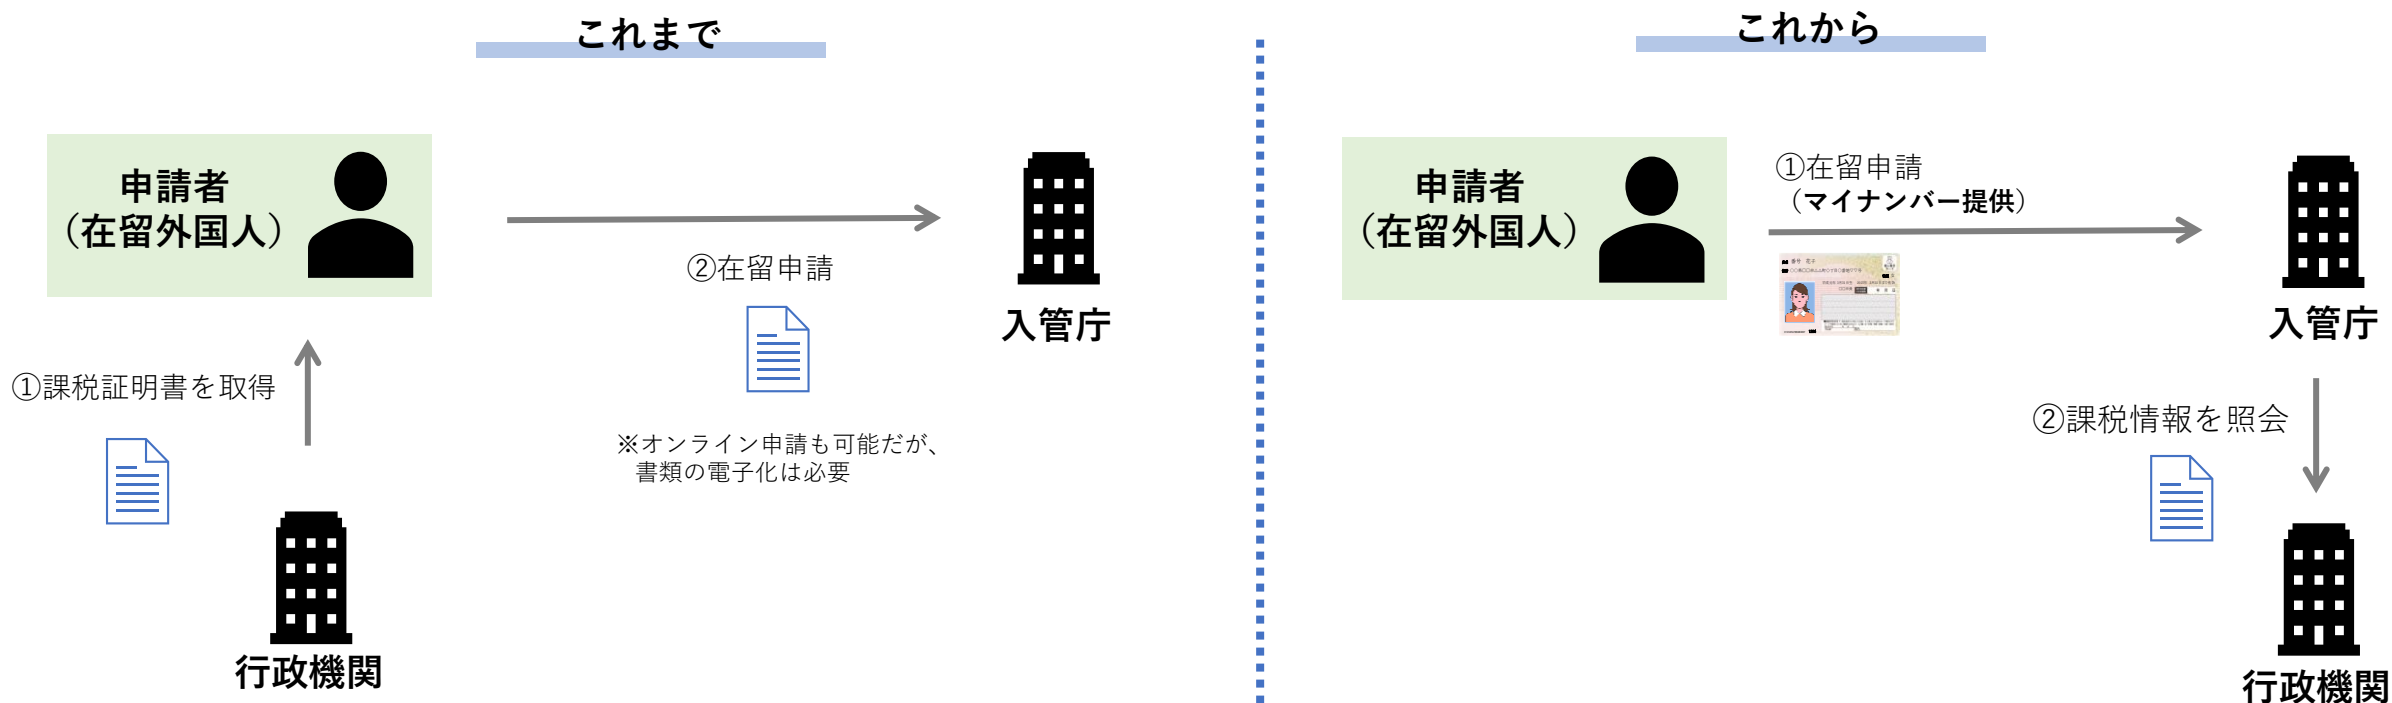 これまで
申請者
（在留外国人）
②在留申請
入管庁
①課税証明書を取得
※オンライン申請も可能だが、
書類の電子化は必要
行政機関
これから
申請者
（在留外国人）
①在留申請
（マイナンバー提供）
番号 花子
入管庁
②課税情報を照会
行政機関